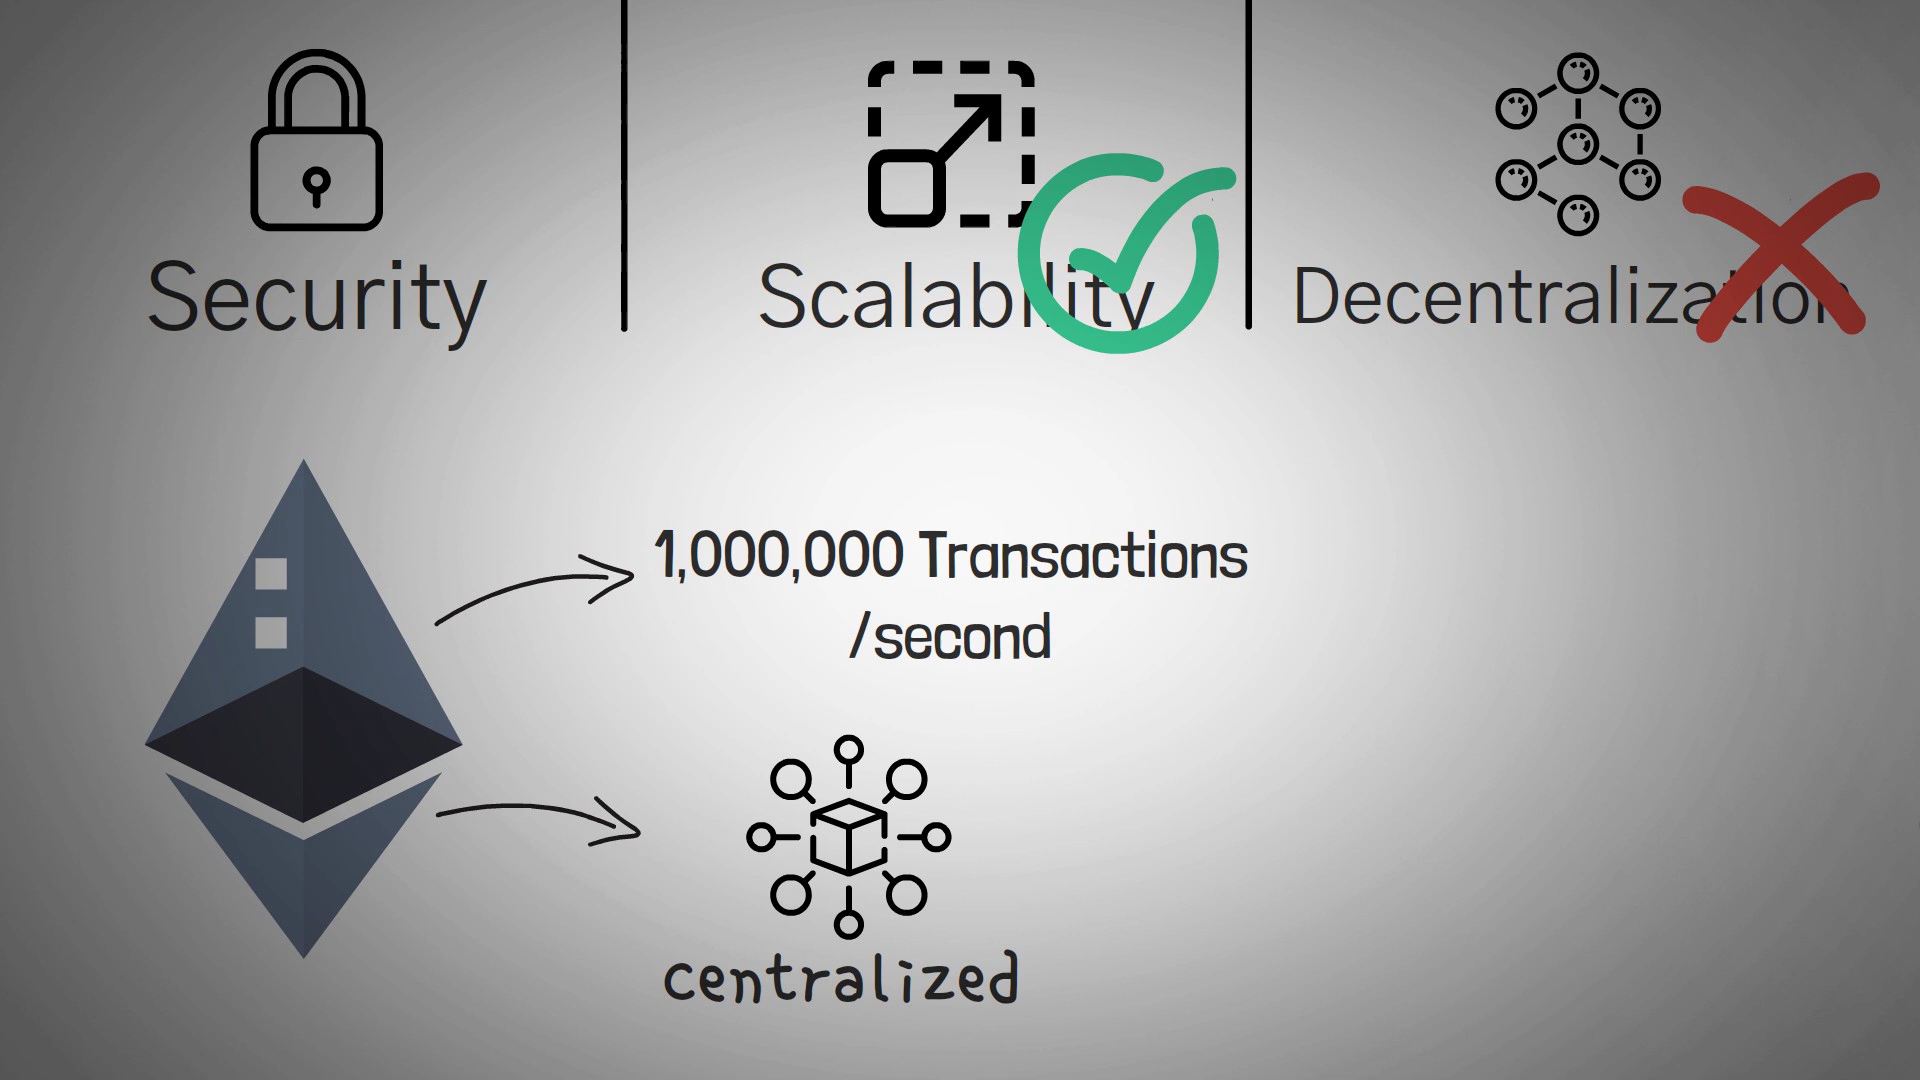 Security
Scalability
Decentralization
1,000,000 Transactions
/second
centralized